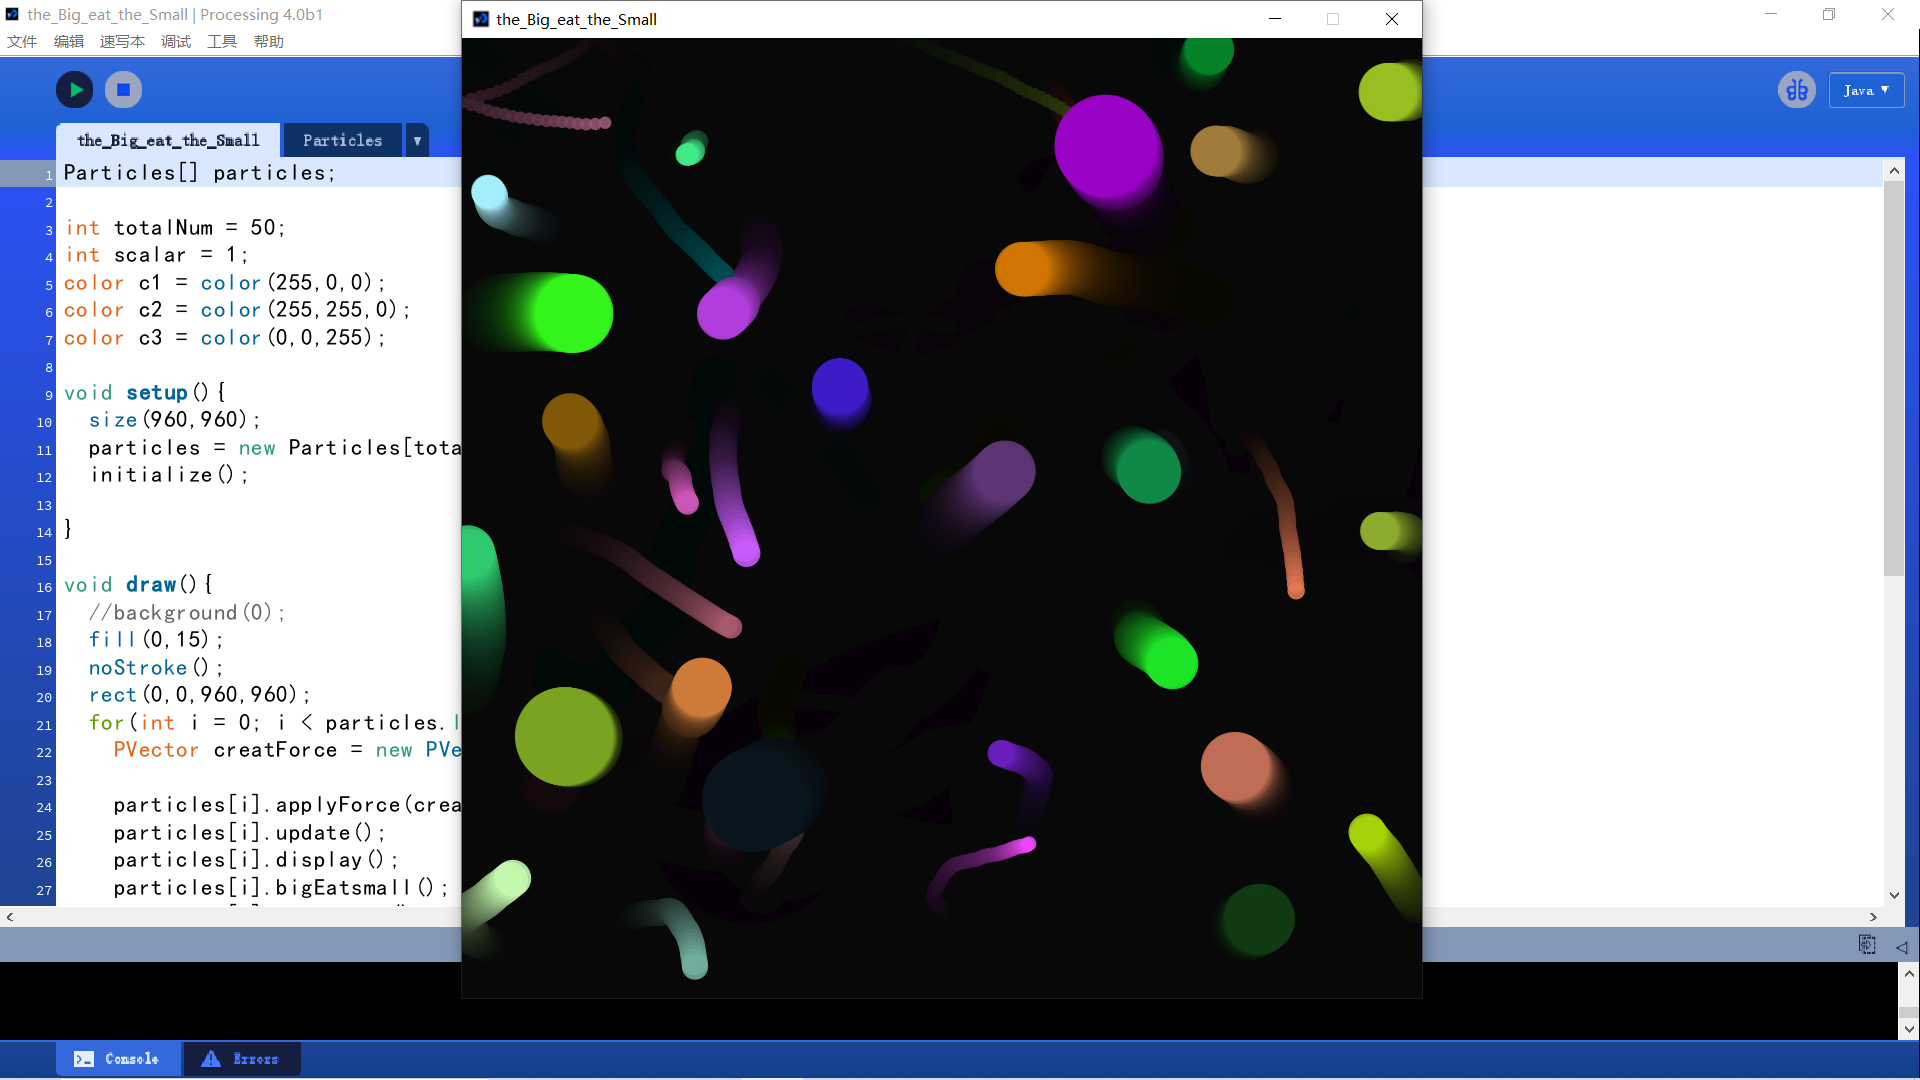 the_Big_eat_the_Small | Processing 4.0b1
文件 编辑 速写本 调试 工具 帮助
the_Big_eat_the_Small
Java ▼
the_Big_eat_the_Small Particles ▼
1 Particles[] particles;
2
3 int totalNum = 50;
4 int scalar = 1;
5 color c1 = color(255,0,0);
6 color c2 = color(255,255,0);
7 color c3 = color(0,0,255);
8
9 void setup(){
10 size(960,960);
11 particles = new Particles[tota
12 initialize();
13
14 }
15
16 void draw(){
17 //background(0);
18 fill(0,15);
19 noStroke();
20 rect(0,0,960,960);
21 for(int i = 0; i < particles.l
22 PVector creatForce = new PVe
23
24 particles[i].applyForce(crea
25 particles[i].update();
26 particles[i].display();
27 particles[i].bigEatsmall();
Console Errors